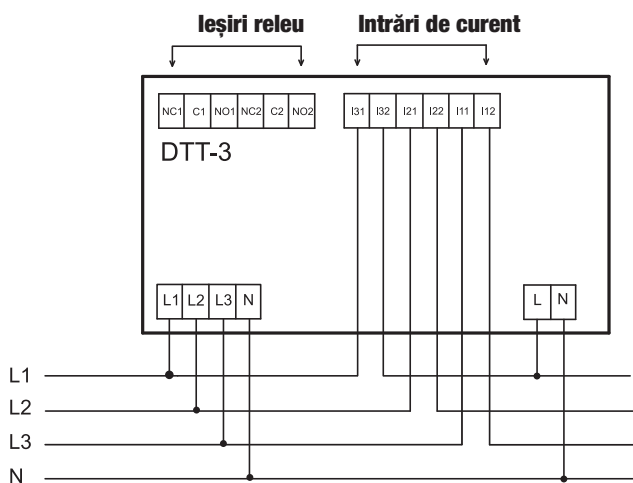 Ieșiri releu Intrări de curent
NC1 C1 NO1 NC2 C2 NO2 I31 I32 I21 I22 I11 I12
DTT-3
L1 L2 L3 N L N
L1
L2
L3
N